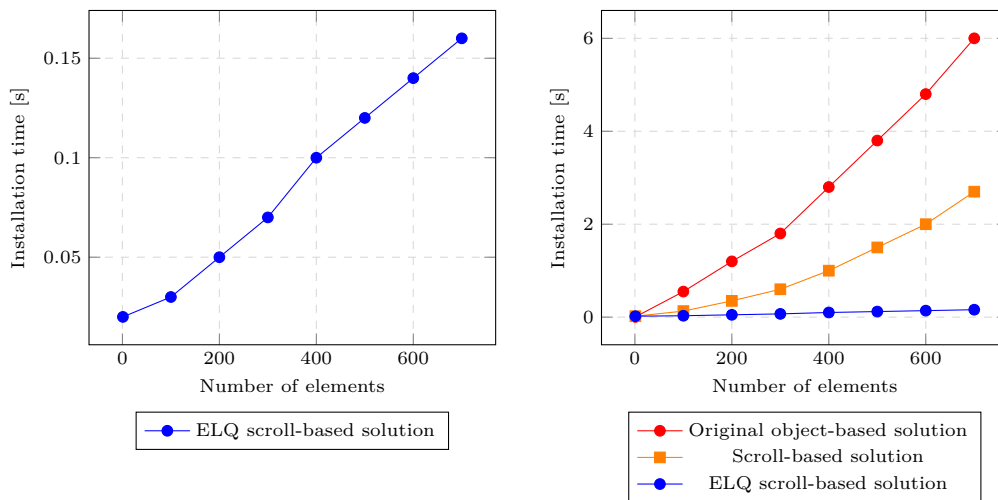 0.15
0.1
0.05
0
200
400
600
Installation time [s]
Number of elements
ELQ scroll-based solution
6
4
2
0
0
200
400
600
Installation time [s]
Number of elements
Original object-based solution
Scroll-based solution
ELQ scroll-based solution